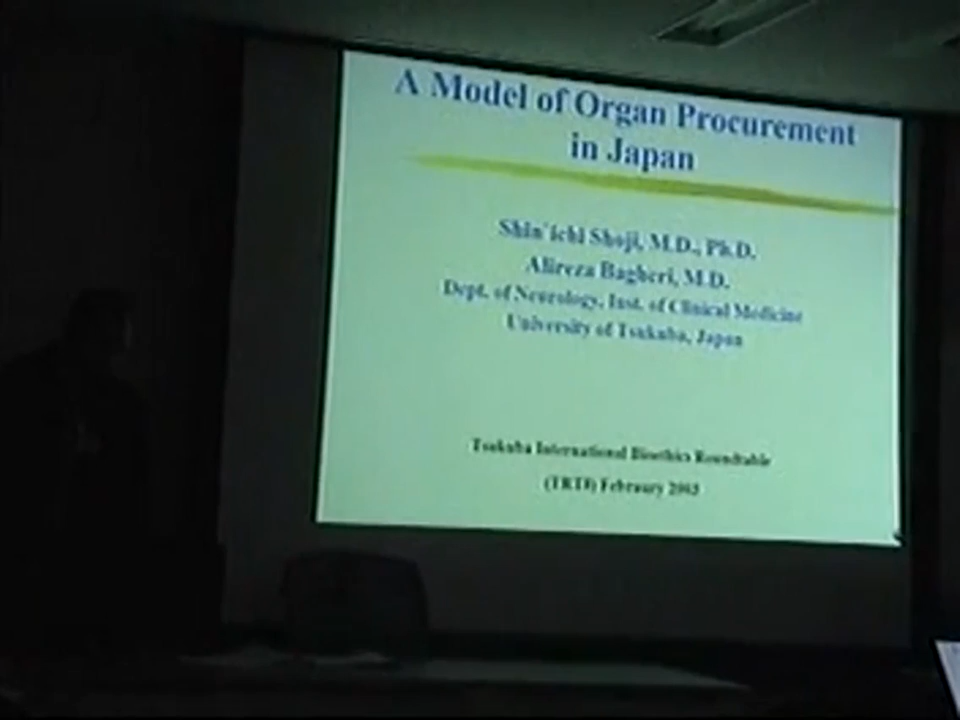 A Model of Organ Procurement
in Japan
Shin'ichi Shoji, M.D., Ph.D.
Alireza Bagheri, M.D.
Dept. of Neurology, Inst. of Clinical Medicine
University of Tsukuba, Japan
Tsukuba International Bioethics Roundtable
February